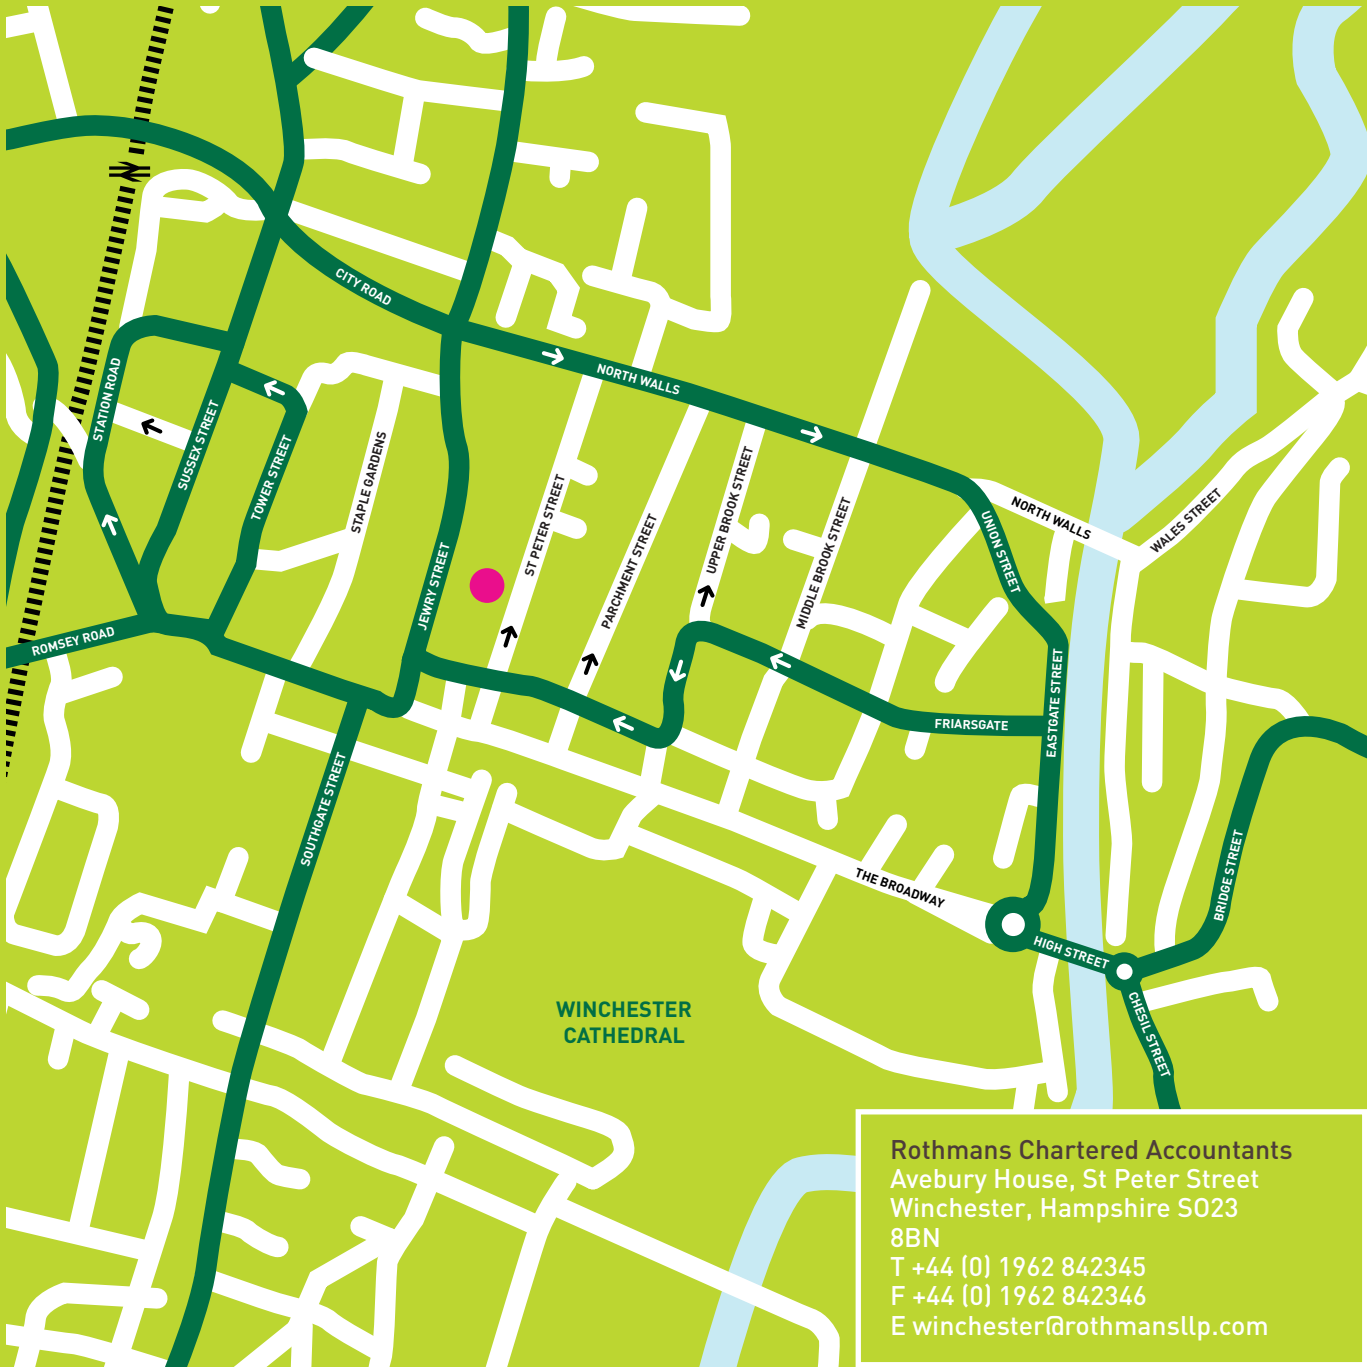 CITY ROAD
NORTH WALLS
STATION ROAD
SUSSEX STREET
TOWER STREET
STAPLE GARDENS
JEWRY STREET
ST PETER STREET
PARCHMENT STREET
UPPER BROOK STREET
MIDDLE BROOK STREET
UNION STREET
NORTH WALLS
WALES STREET
ROMSEY ROAD
FRIARSGATE
EASTGATE STREET
SOUTHGATE STREET
THE BROADWAY
BRIDGE STREET
HIGH STREET
CHESIL STREET
WINCHESTER
CATHEDRAL
Rothmans Chartered Accountants
Avebury House, St Peter Street
Winchester, Hampshire SO23
8BN
T +44 (0) 1962 842345
F +44 (0) 1962 842346
E winchester@rothmansllp.com